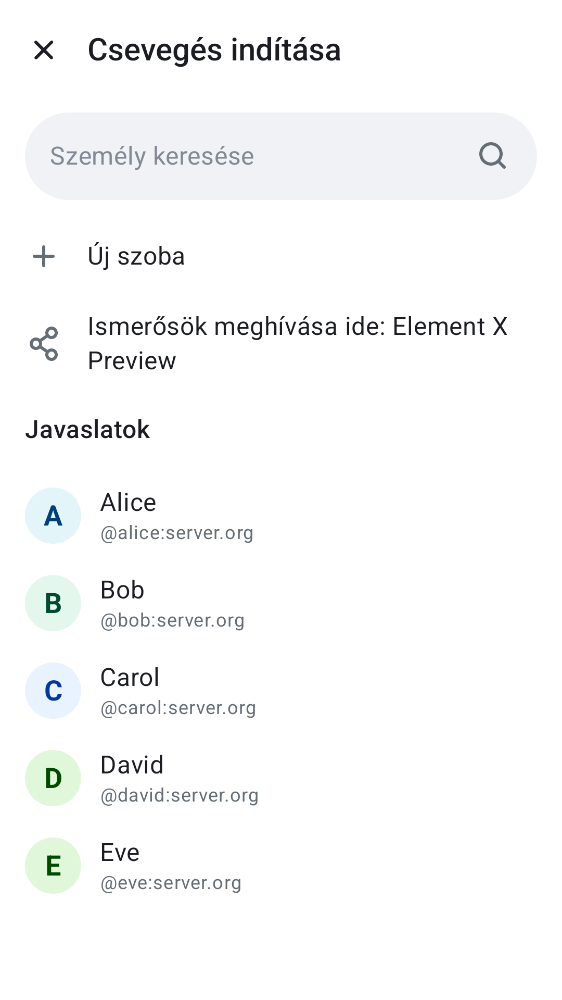 Csevegés indítása
Személy keresése
Új szoba
Ismerősök meghívása ide: Element X
Preview
Javaslatok
A
Alice
@alice:server.org
B
Bob
@bob:server.org
C
Carol
@carol:server.org
D
David
@david:server.org
E
Eve
@eve:server.org